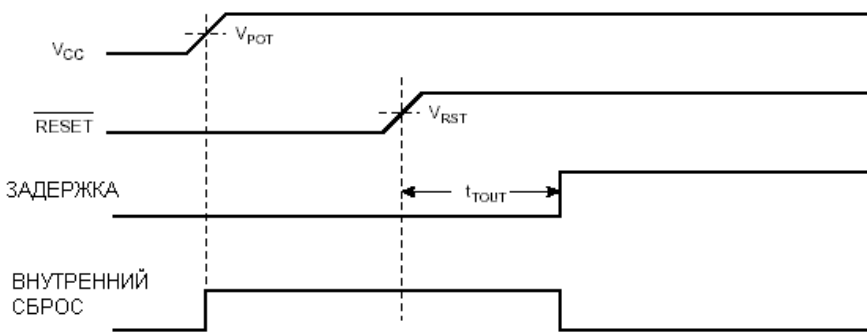 VCC
VPOT
RESET
VRST
ЗАДЕРЖКА
tTOUT
ВНУТРЕННИЙ
СБРОС